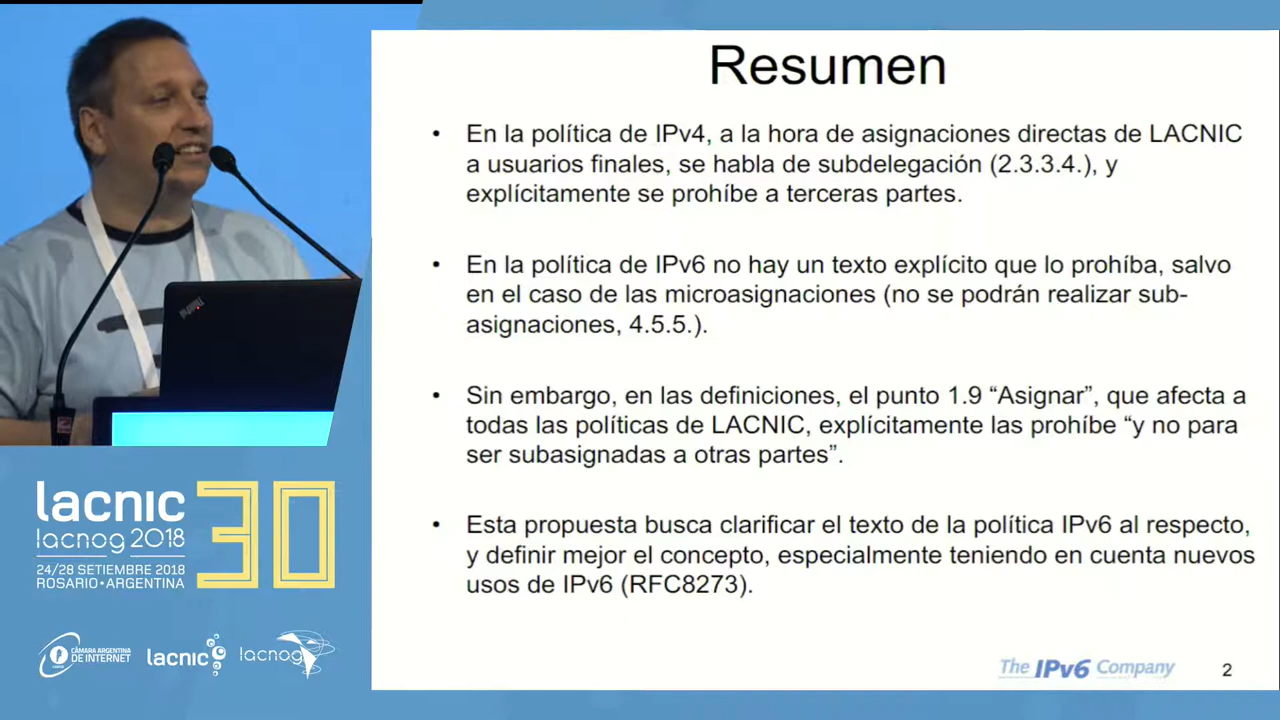 Resumen
• En la política de IPv4, a la hora de asignaciones directas de LACNIC
a usuarios finales, se habla de subdelegación (2.3.3.4.), y
explícitamente se prohíbe a terceras partes.
• En la política de IPv6 no hay un texto explícito que lo prohíba, salvo
en el caso de las microasignaciones (no se podrán realizar sub-
asignaciones, 4.5.5.).
• Sin embargo, en las definiciones, el punto 1.9 “Asignar”, que afecta a
todas las políticas de LACNIC, explícitamente las prohíbe “y no para
ser subasignadas a otras partes”.
• Esta propuesta busca clarificar el texto de la política IPv6 al respecto,
y definir mejor el concepto, especialmente teniendo en cuenta nuevos
usos de IPv6 (RFC8273).
The IPv6 Company
2
ThinkPad
lacnic 30
lacnog 2018
24/28 SETIEMBRE 2018
ROSARIO • ARGENTINA
CÁMARA ARGENTINA
DE INTERNET
lacnic
lacnog